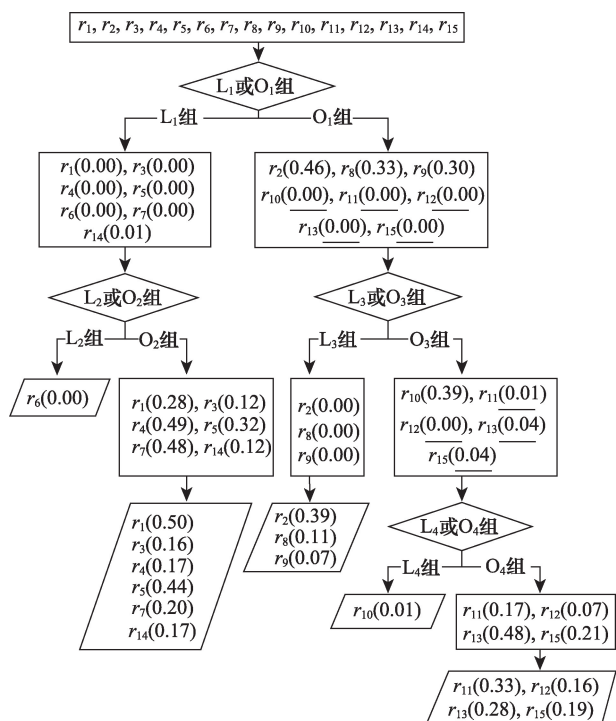 r₁, r₂, r₃, r₄, r₅, r₆, r₇, r₈, r₉, r₁₀, r₁₁, r₁₂, r₁₃, r₁₄, r₁₅
L₁或O₁组
L₁组
O₁组
r₁(0.00), r₃(0.00)
r₄(0.00), r₅(0.00)
r₆(0.00), r₇(0.00)
r₁₄(0.01)
r₂(0.46), r₈(0.33), r₉(0.30)
r₁₀(0.00), r₁₁(0.00), r₁₂(0.00)
r₁₃(0.00), r₁₅(0.00)
L₂或O₂组
L₃或O₃组
L₂组
O₂组
L₃组
O₃组
r₆(0.00)
r₁(0.28), r₃(0.12)
r₄(0.49), r₅(0.32)
r₇(0.48), r₁₄(0.12)
r₂(0.00)
r₈(0.00)
r₉(0.00)
r₁₀(0.39), r₁₁(0.01)
r₁₂(0.00), r₁₃(0.04)
r₁₅(0.04)
r₁(0.50)
r₃(0.16)
r₄(0.17)
r₅(0.44)
r₇(0.20)
r₁₄(0.17)
r₂(0.39)
r₈(0.11)
r₉(0.07)
L₄或O₄组
L₄组
O₄组
r₁₀(0.01)
r₁₁(0.17), r₁₂(0.07)
r₁₃(0.48), r₁₅(0.21)
r₁₁(0.33), r₁₂(0.16)
r₁₃(0.28), r₁₅(0.19)